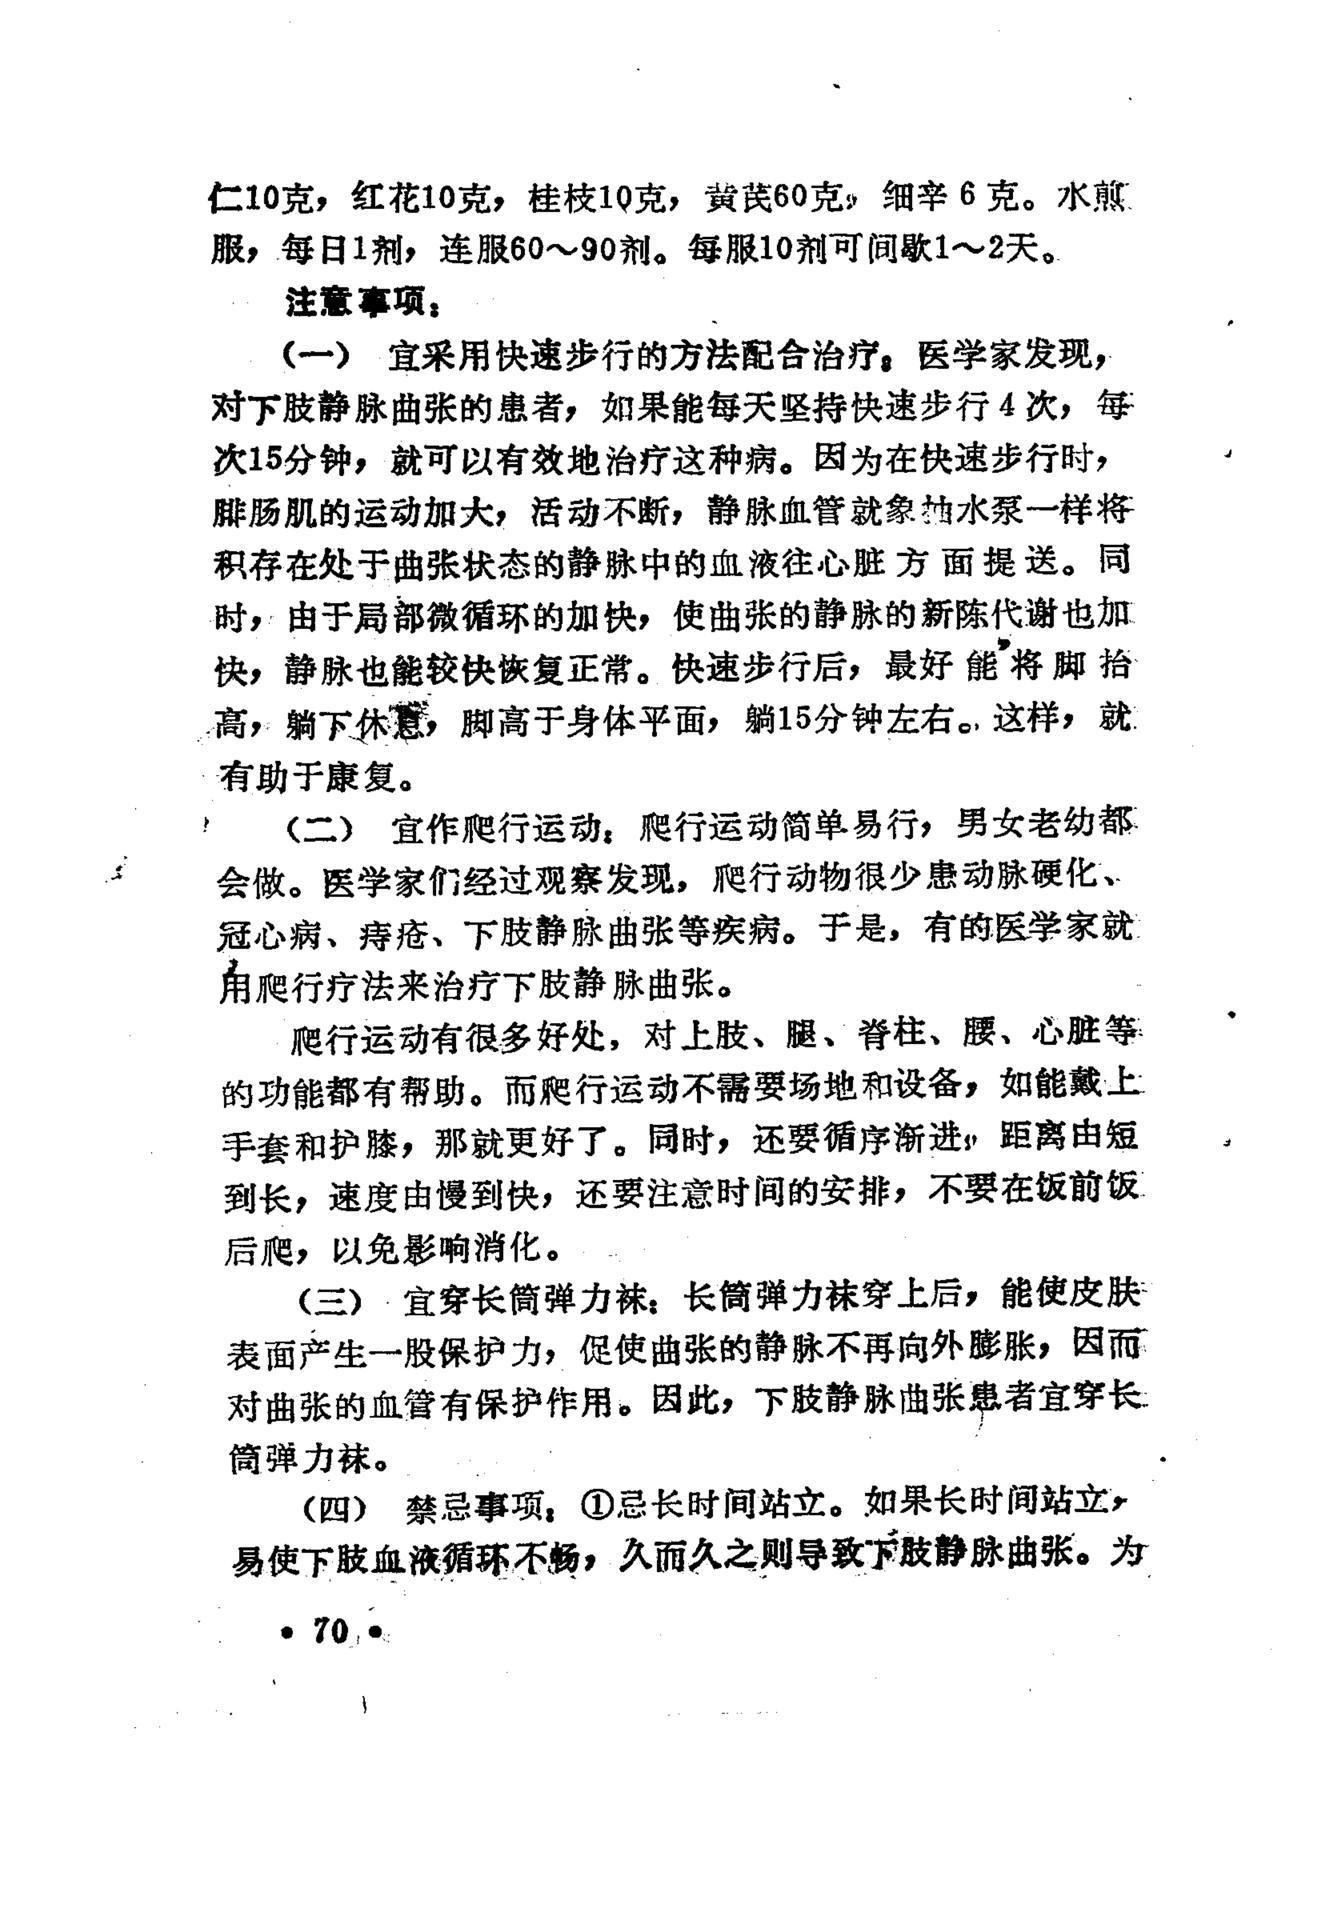 仁10克，红花10克，桂枝10克，黄芪60克，细辛6克。水煎
服，每日1剂，连服60～90剂。每服10剂可间歇1～2天。
注意事项：
（一） 宜采用快速步行的方法配合治疗：医学家发现，
对下肢静脉曲张的患者，如果能每天坚持快速步行4次，每
次15分钟，就可以有效地治疗这种病。因为在快速步行时，
腓肠肌的运动加大，活动不断，静脉血管就象抽水泵一样将
积存在处于曲张状态的静脉中的血液往心脏方面提送。同
时，由于局部微循环的加快，使曲张的静脉的新陈代谢也加
快，静脉也能较快恢复正常。快速步行后，最好能将脚抬
高，躺下休息，脚高于身体平面，躺15分钟左右。这样，就
有助于康复。
（二） 宜作爬行运动：爬行运动简单易行，男女老幼都
会做。医学家们经过观察发现，爬行动物很少患动脉硬化、
冠心病、痔疮、下肢静脉曲张等疾病。于是，有的医学家就
用爬行疗法来治疗下肢静脉曲张。
爬行运动有很多好处，对上肢、腿、脊柱、腰、心脏等
的功能都有帮助。而爬行运动不需要场地和设备，如能戴上
手套和护膝，那就更好了。同时，还要循序渐进，距离由短
到长，速度由慢到快，还要注意时间的安排，不要在饭前饭
后爬，以免影响消化。
（三） 宜穿长筒弹力袜：长筒弹力袜穿上后，能使皮肤
表面产生一股保护力，促使曲张的静脉不再向外膨胀，因而
对曲张的血管有保护作用。因此，下肢静脉曲张患者宜穿长
筒弹力袜。
（四） 禁忌事项：①忌长时间站立。如果长时间站立，
易使下肢血液循环不畅，久而久之则导致下肢静脉曲张。为
• 70 •